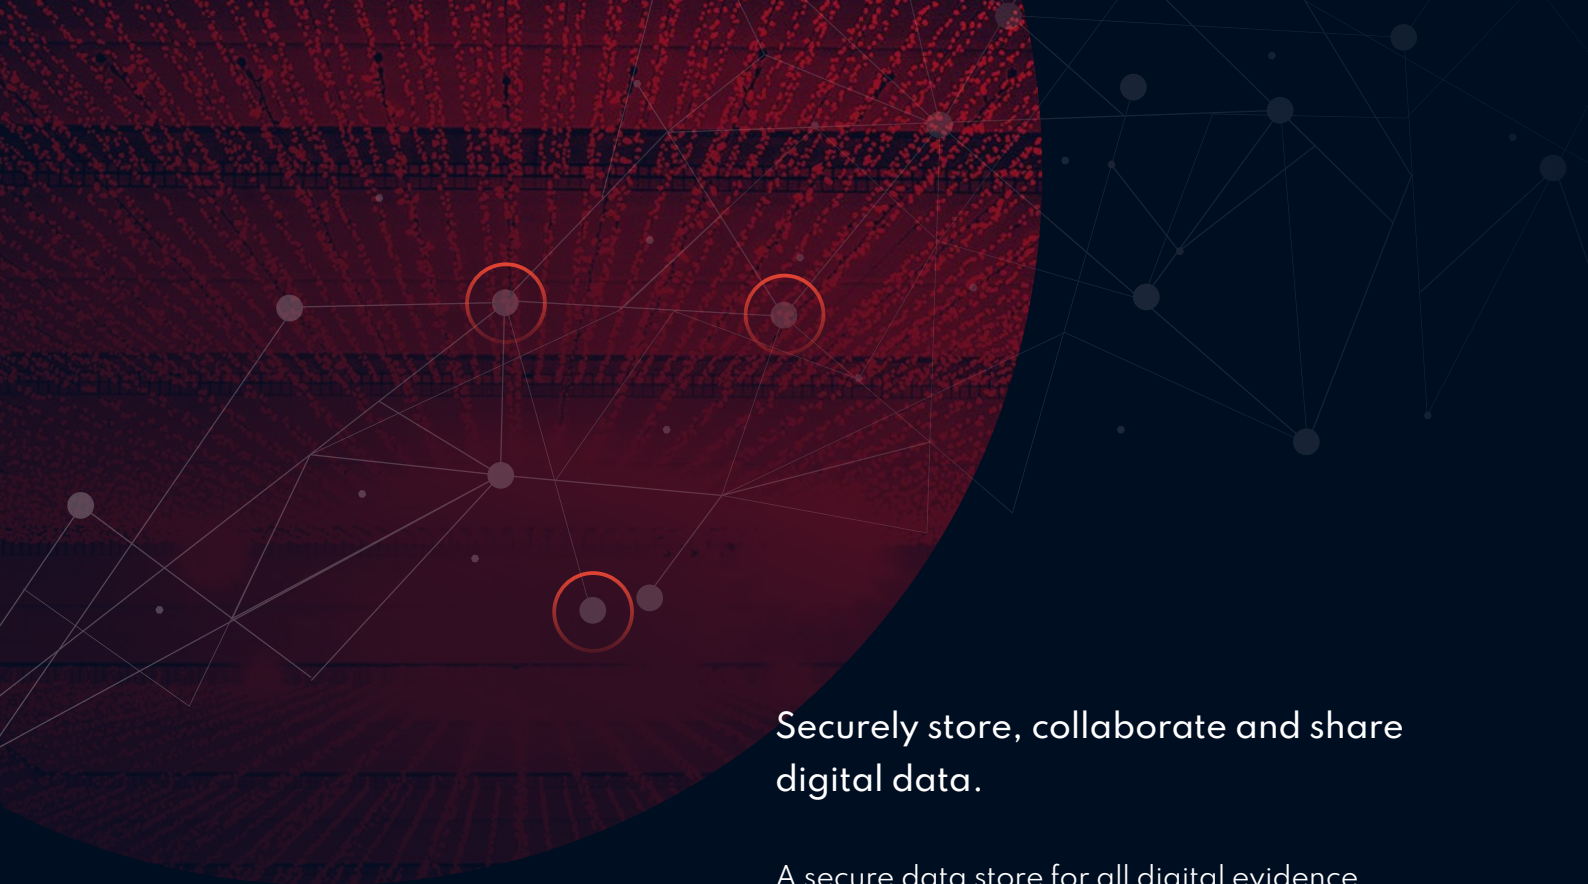 Securely store, collaborate and share
digital data.
A secure data store for all digital evidence